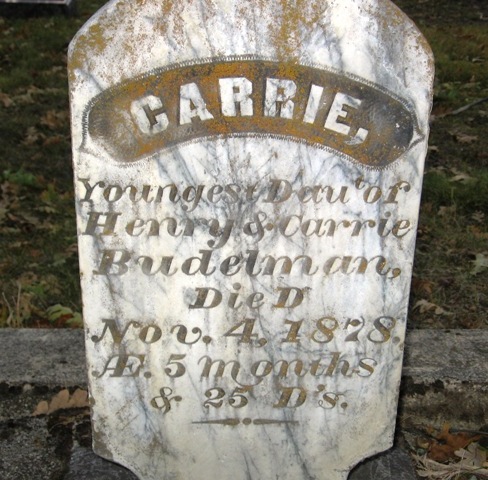 CARRIE,
Youngest Dau'of
Henry & Carrie
Budelman,
DieD
Nov. 4, 1878.
Æ. 5 months
& 25 D's.